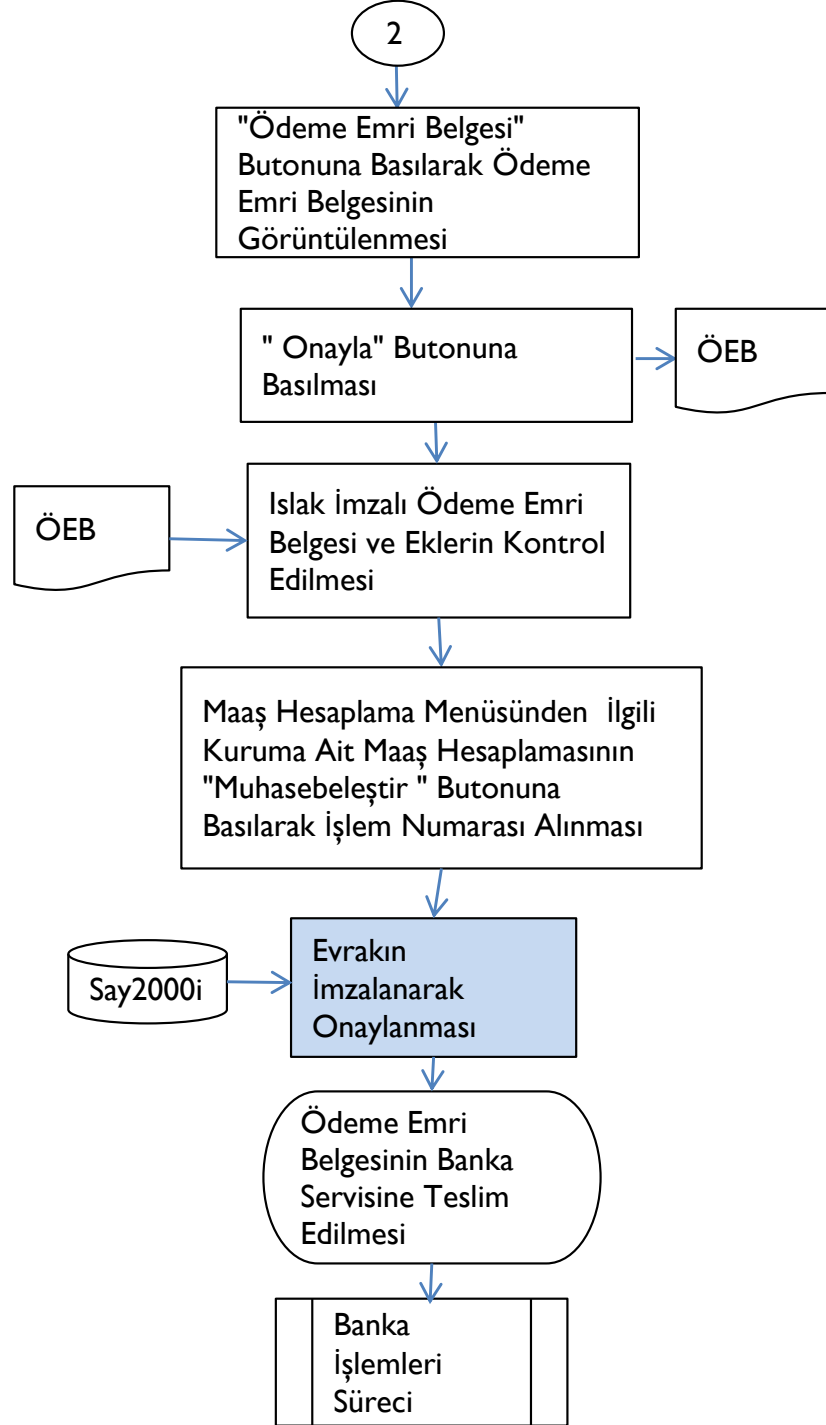 2
"Ödeme Emri Belgesi"
Butonuna Basılarak Ödeme
Emri Belgesinin
Görüntülenmesi
" Onayla" Butonuna
Basılması
ÖEB
ÖEB
Islak İmzalı Ödeme Emri
Belgesi ve Eklerin Kontrol
Edilmesi
Maaş Hesaplama Menüsünden İlgili
Kuruma Ait Maaş Hesaplamasının
"Muhasebeleştir " Butonuna
Basılarak İşlem Numarası Alınması
Say2000i
Evrakın
İmzalanarak
Onaylanması
Ödeme Emri
Belgesinin Banka
Servisine Teslim
Edilmesi
Banka
İşlemleri
Süreci